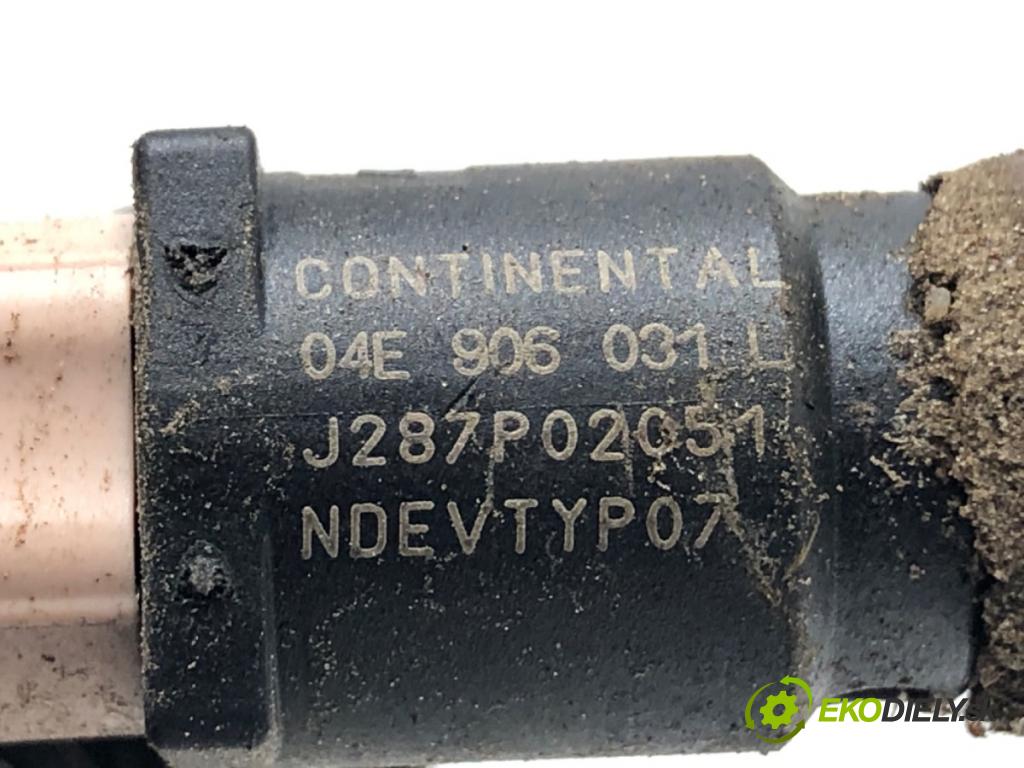 CONTINENTAL
04E 906 031 L
J287P02051
NDEVTYP07
EKODIELY.SK